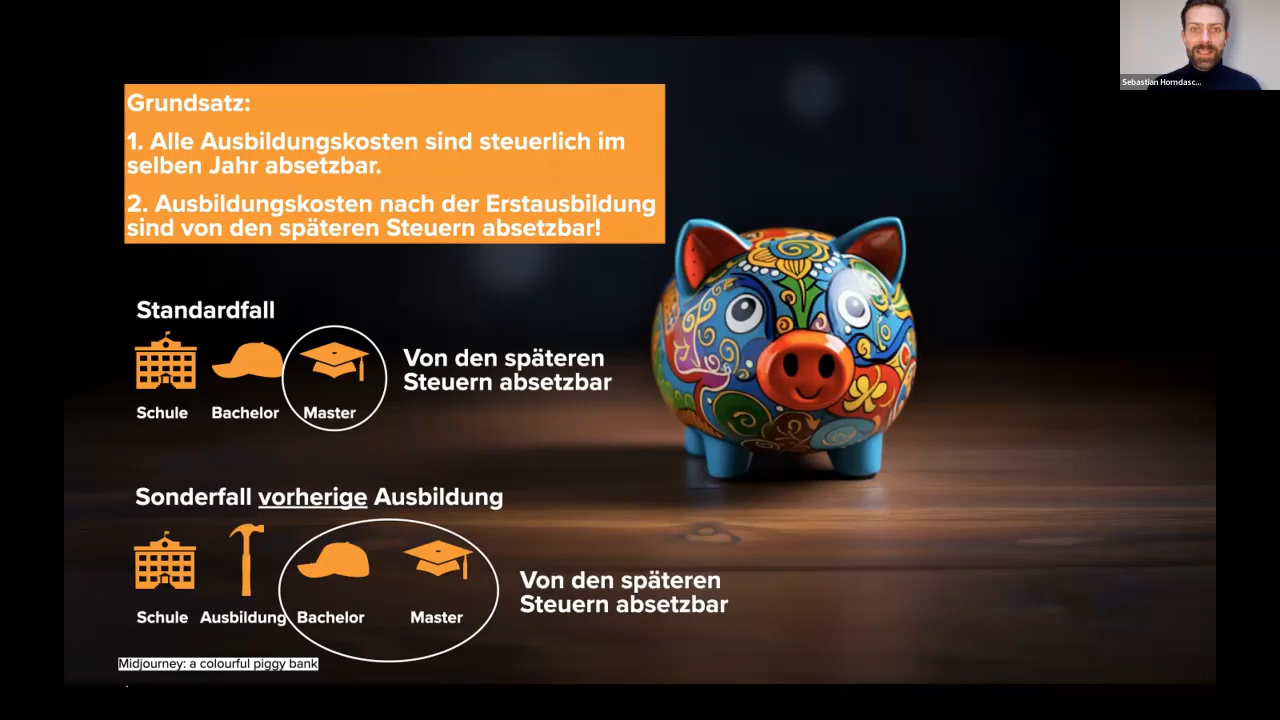 Grundsatz:
1. Alle Ausbildungskosten sind steuerlich im
selben Jahr absetzbar.
2. Ausbildungskosten nach der Erstausbildung
sind von den späteren Steuern absetzbar!
Sebastian Horndasc...
Standardfall
Schule Bachelor Master
Von den späteren
Steuern absetzbar
Sonderfall vorherige Ausbildung
Schule Ausbildung Bachelor Master
Von den späteren
Steuern absetzbar
Midjourney: a colourful piggy bank